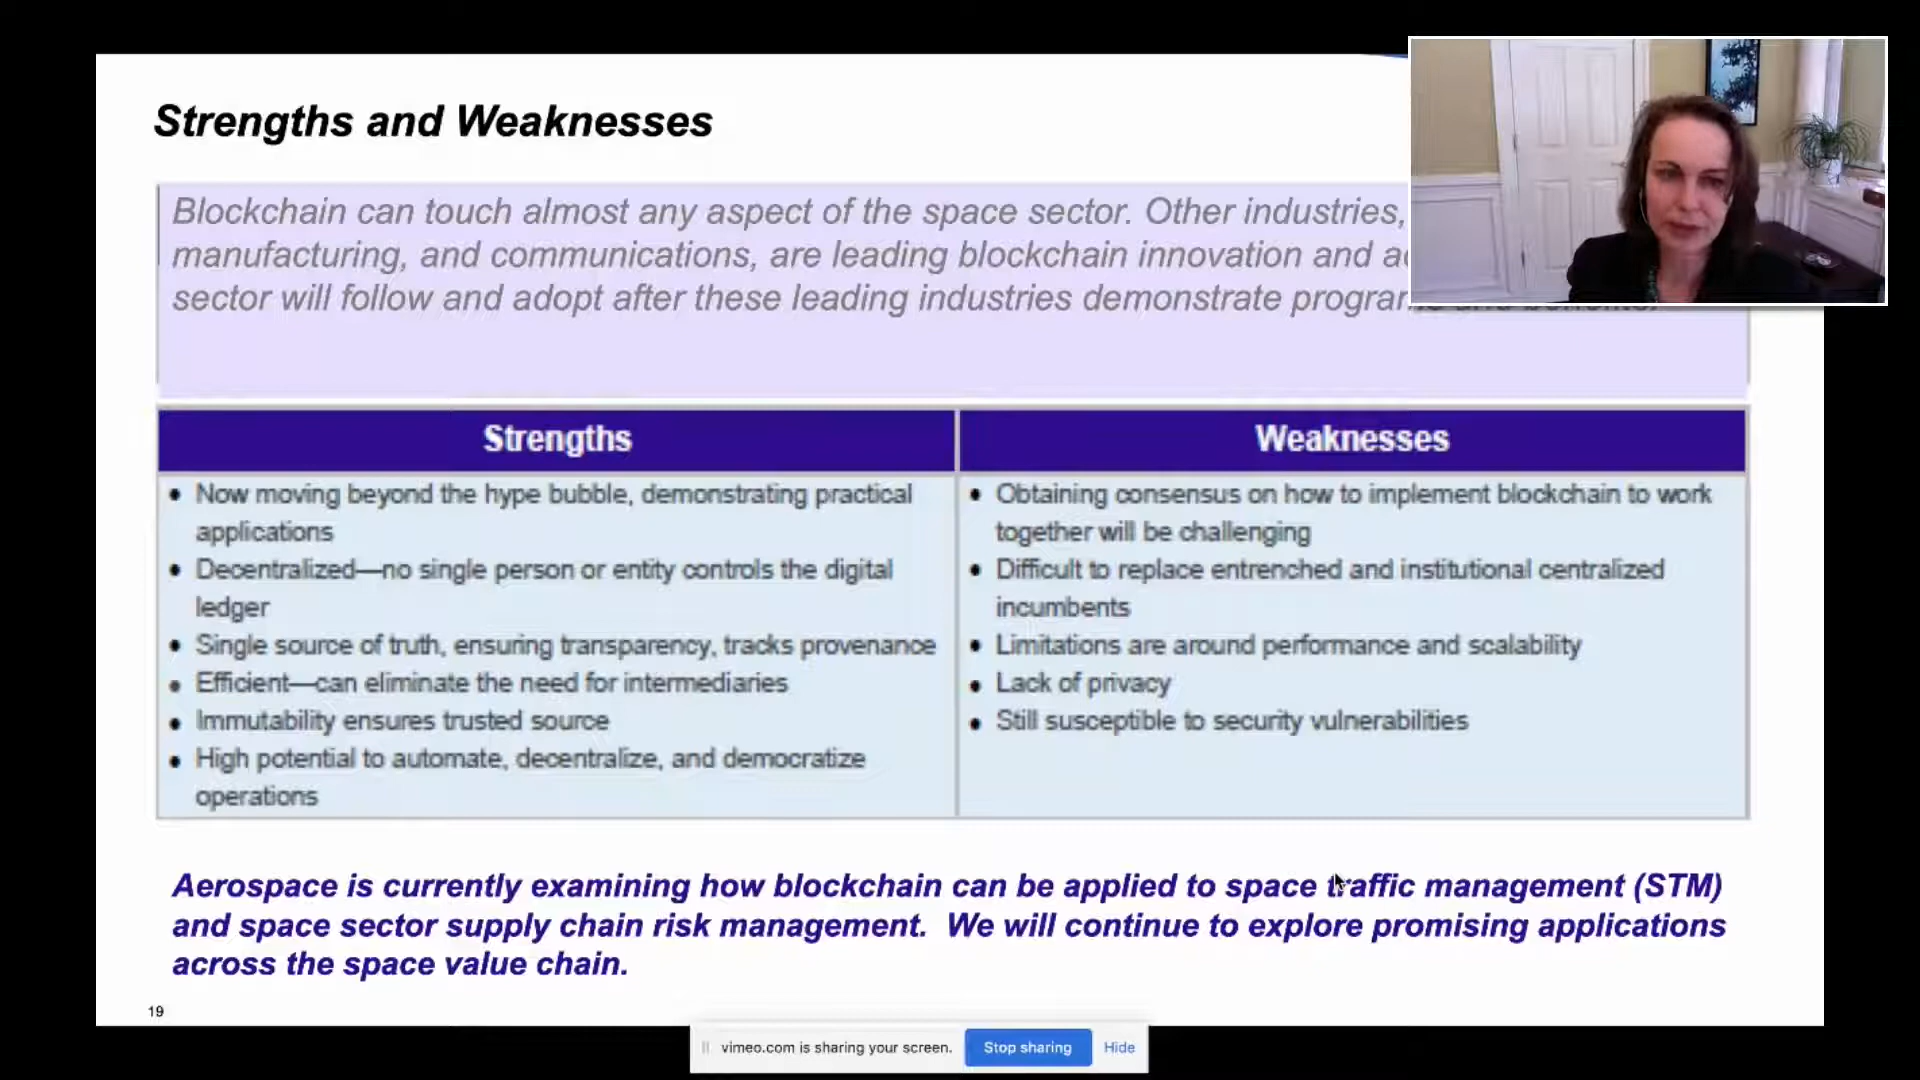 Strengths and Weaknesses
Blockchain can touch almost any aspect of the space sector. Other industries,
manufacturing, and communications, are leading blockchain innovation and
sector will follow and adopt after these leading industries demonstrate
Strengths
• Now moving beyond the hype bubble, demonstrating practical
applications
• Decentralized—no single person or entity controls the digital
ledger
• Single source of truth, ensuring transparency, tracks provenance
• Efficient—can eliminate the need for intermediaries
• Immutability ensures trusted source
• High potential to automate, decentralize, and democratize
operations
Weaknesses
• Obtaining consensus on how to implement blockchain to work
together will be challenging
• Difficult to replace entrenched and institutional centralized
incumbents
• Limitations are around performance and scalability
• Lack of privacy
• Still susceptible to security vulnerabilities
Aerospace is currently examining how blockchain can be applied to space traffic management (STM)
and space sector supply chain risk management. We will continue to explore promising applications
across the space value chain.
19
vimeo.com is sharing your screen.
Stop sharing
Hide